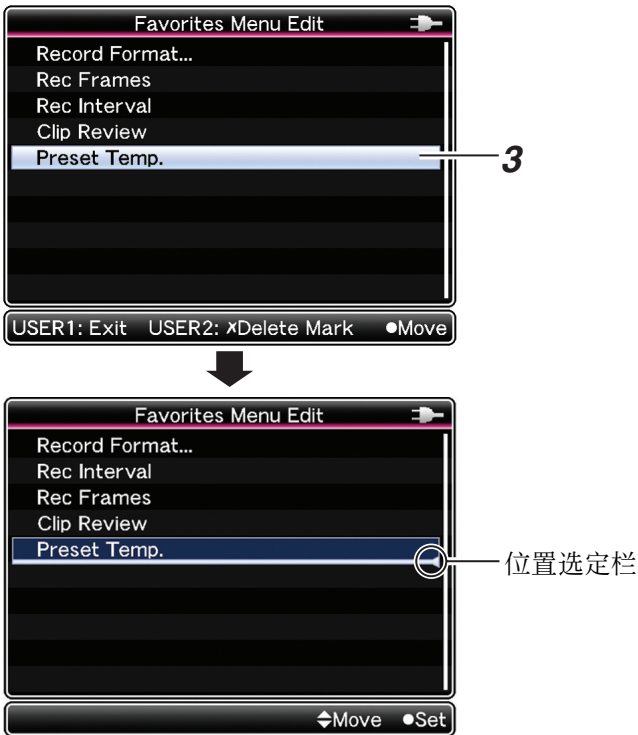 Favorites Menu Edit
Record Format...
Rec Frames
Rec Interval
Clip Review
Preset Temp.
3
USER1: Exit USER2: ✗Delete Mark ●Move
Favorites Menu Edit
Record Format...
Rec Interval
Rec Frames
Clip Review
Preset Temp.
位置选定栏
◆Move ●Set